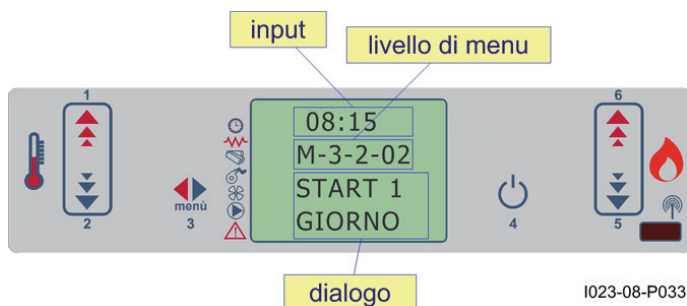 input
livello di menu
1
6
08:15
M-3-2-02
START 1
GIORNO
menù
2
3
4
5
dialogo
I023-08-P033